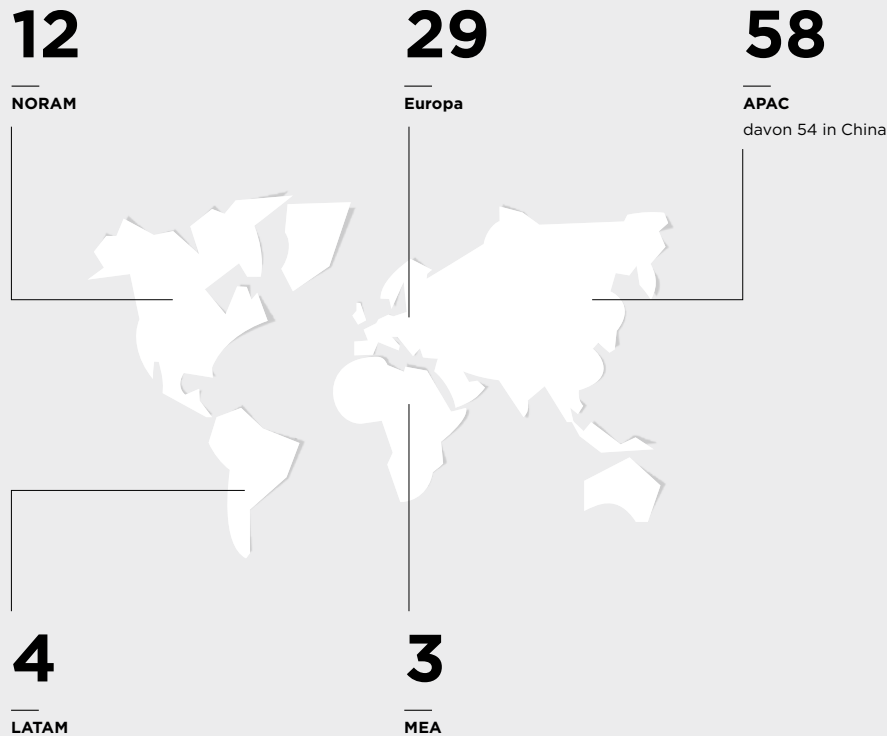 12
NORAM
29
Europa
58
APAC
davon 54 in China
4
LATAM
3
MEA